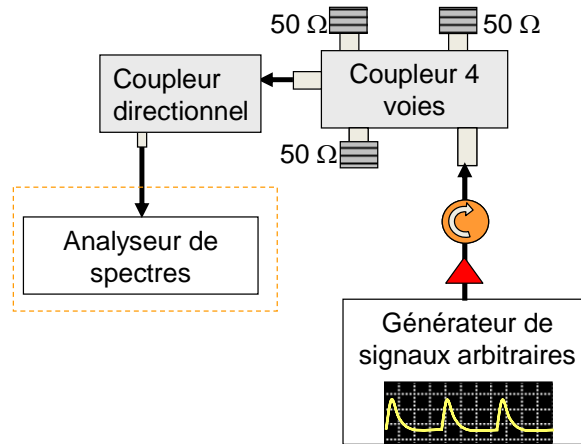 50 Ω
50 Ω
Coupleur directionnel
Coupleur 4
voies
50 Ω
Analyseur de
spectres
Générateur de
signaux arbitraires